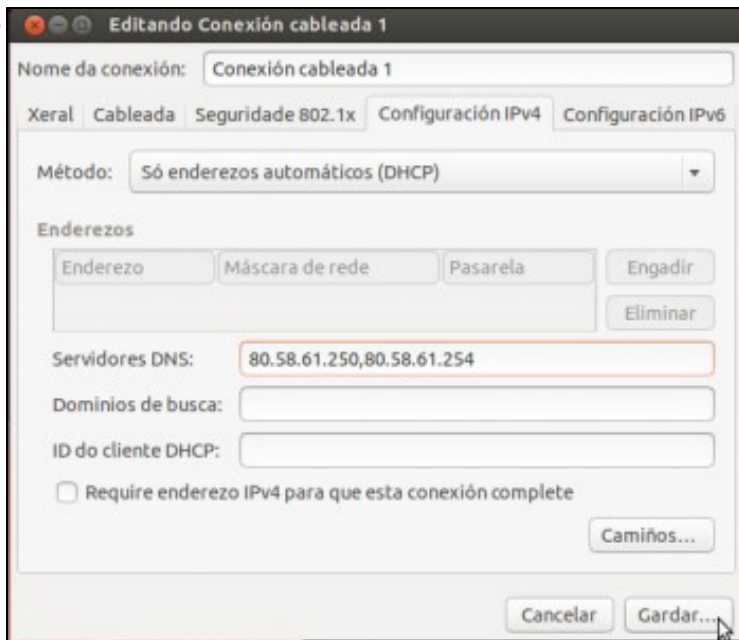 Editando Conexión cableada 1
Nome da conexión: Conexión cableada 1
Xeral Cableada Seguridade 802.1x Configuración IPv4 Configuración IPv6
Método: Só enderezos automáticos (DHCP)
Enderezos
Enderezo Máscara de rede Pasarela Engadir
Eliminar
Servidores DNS: 80.58.61.250,80.58.61.254
Dominios de busca:
ID do cliente DHCP:
Require enderezo IPv4 para que esta conexión complete
Camiños...
Cancelar Gardar...